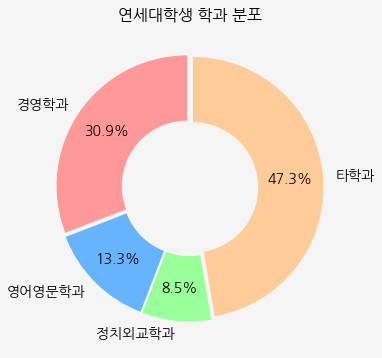 연세대학생 학과 분포
경영학과
30.9%
47.3%
타학과
13.3%
영어영문학과
8.5%
정치외교학과